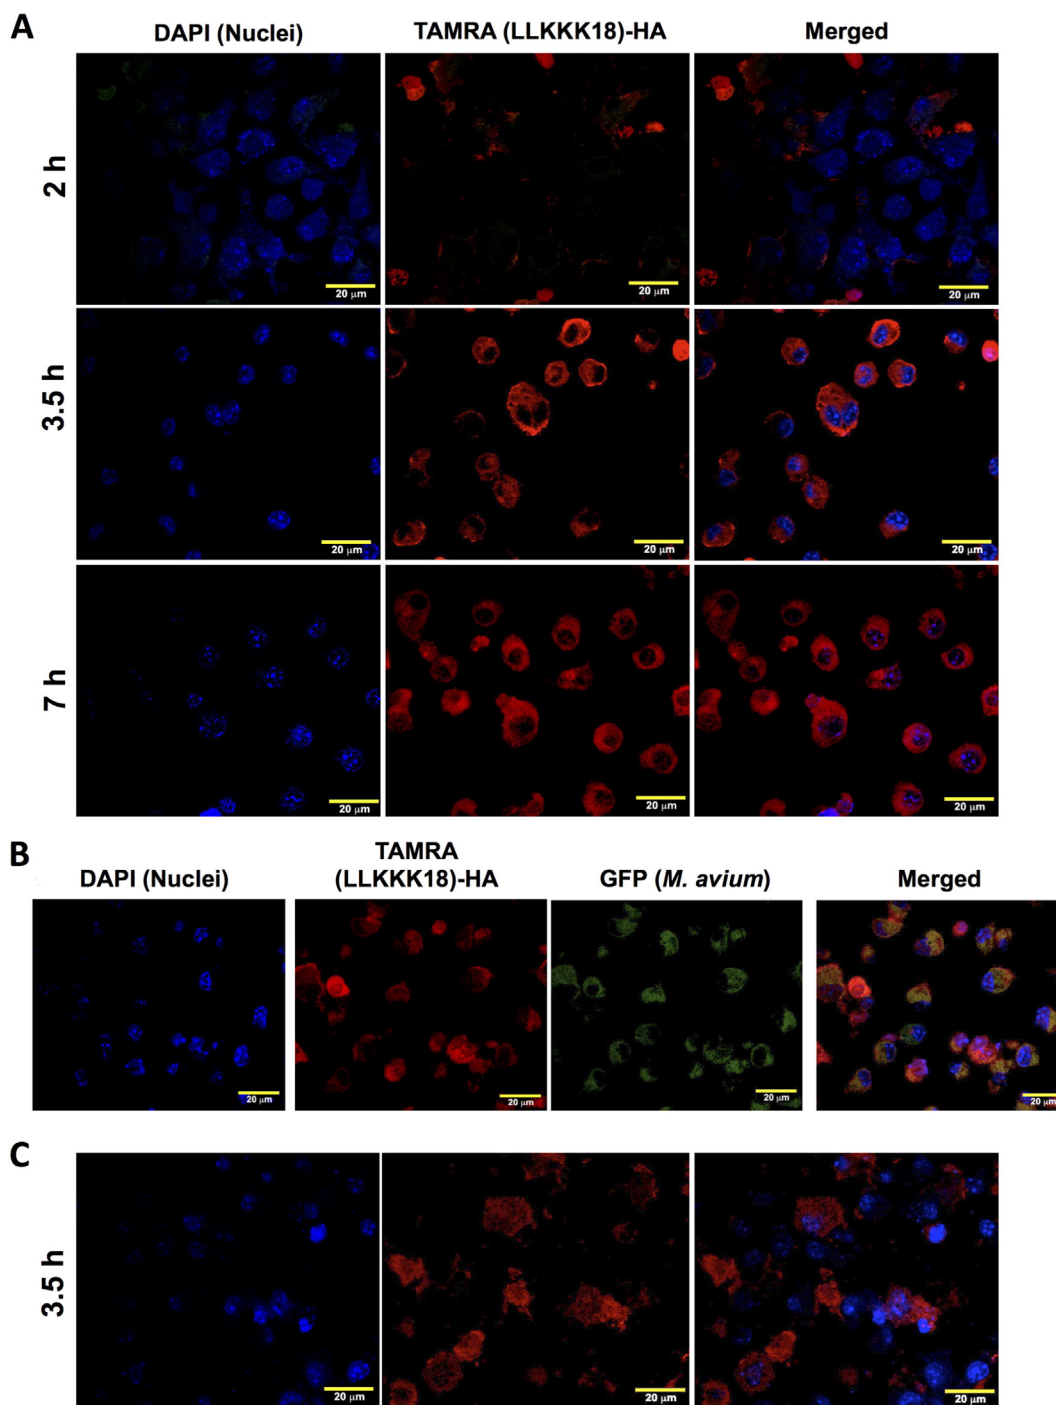 A
DAPI (Nuclei)
TAMRA (LLKKK18)-HA
Merged
2 h
20 μm
20 μm
20 μm
3.5 h
20 μm
20 μm
20 μm
7 h
20 μm
20 μm
20 μm
B
DAPI (Nuclei)
TAMRA
(LLKKK18)-HA
GFP (M. avium)
Merged
20 μm
20 μm
20 μm
20 μm
C
3.5 h
20 μm
20 μm
20 μm